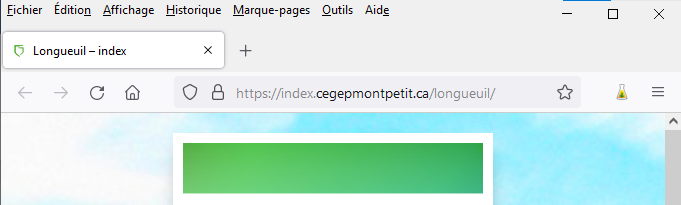 Fichier Édition Affichage Historique Marque-pages Outils Aide
Longueuil – index
https://index.cegepmontpetit.ca/longueuil/